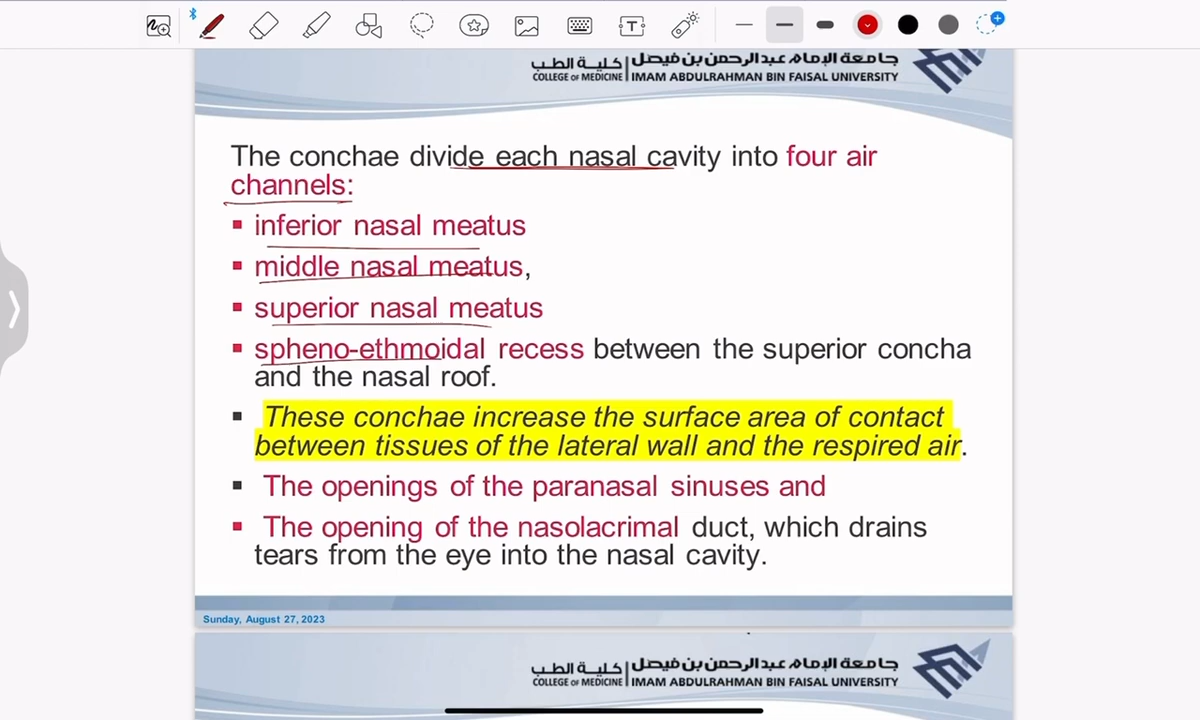 كلية الطب | جامعة الإمام عبدالرحمن بن فيصل
COLLEGE OF MEDICINE | IMAM ABDULRAHMAN BIN FAISAL UNIVERSITY
The conchae divide each nasal cavity into four air
channels:
▪ inferior nasal meatus
▪ middle nasal meatus,
▪ superior nasal meatus
▪ spheno-ethmoidal recess between the superior concha
and the nasal roof.
▪ These conchae increase the surface area of contact
between tissues of the lateral wall and the respired air.
▪ The openings of the paranasal sinuses and
▪ The opening of the nasolacrimal duct, which drains
tears from the eye into the nasal cavity.
Sunday, August 27, 2023
كلية الطب | جامعة الإمام عبدالرحمن بن فيصل
COLLEGE OF MEDICINE | IMAM ABDULRAHMAN BIN FAISAL UNIVERSITY